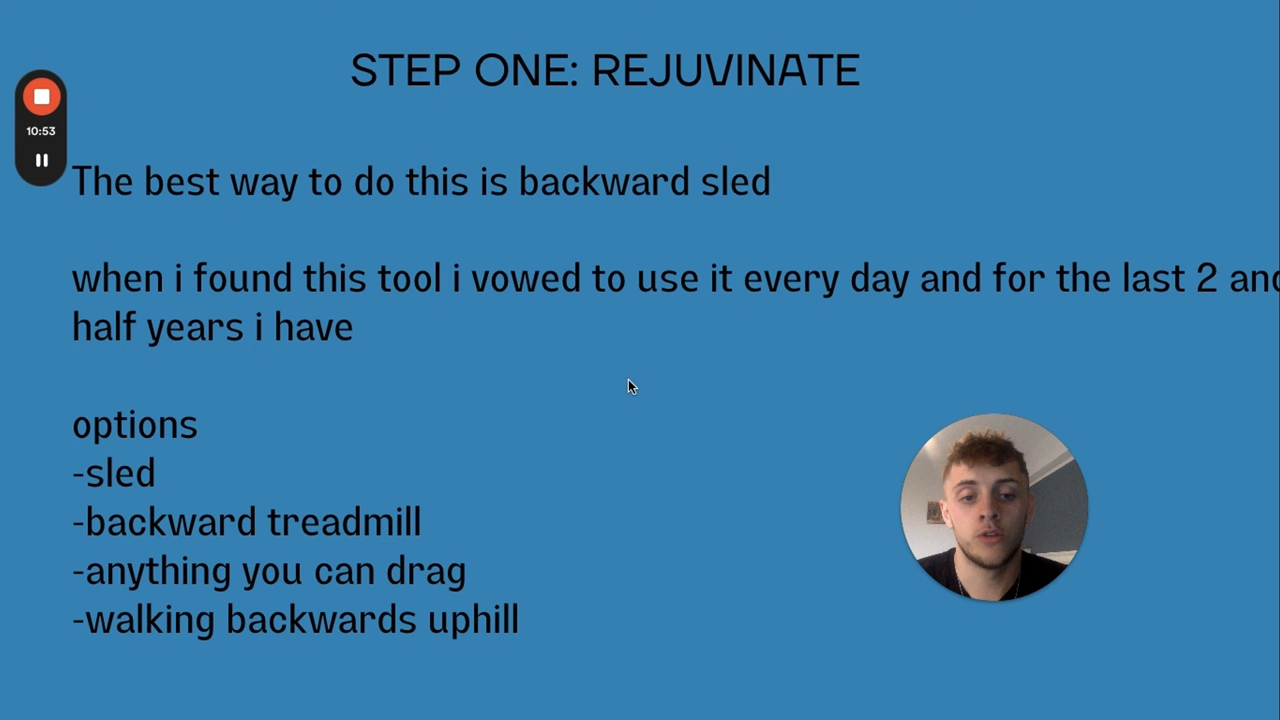 STEP ONE: REJUVINATE
10:53
The best way to do this is backward sled
when i found this tool i vowed to use it every day and for the last 2 and
half years i have
options
-sled
-backward treadmill
-anything you can drag
-walking backwards uphill